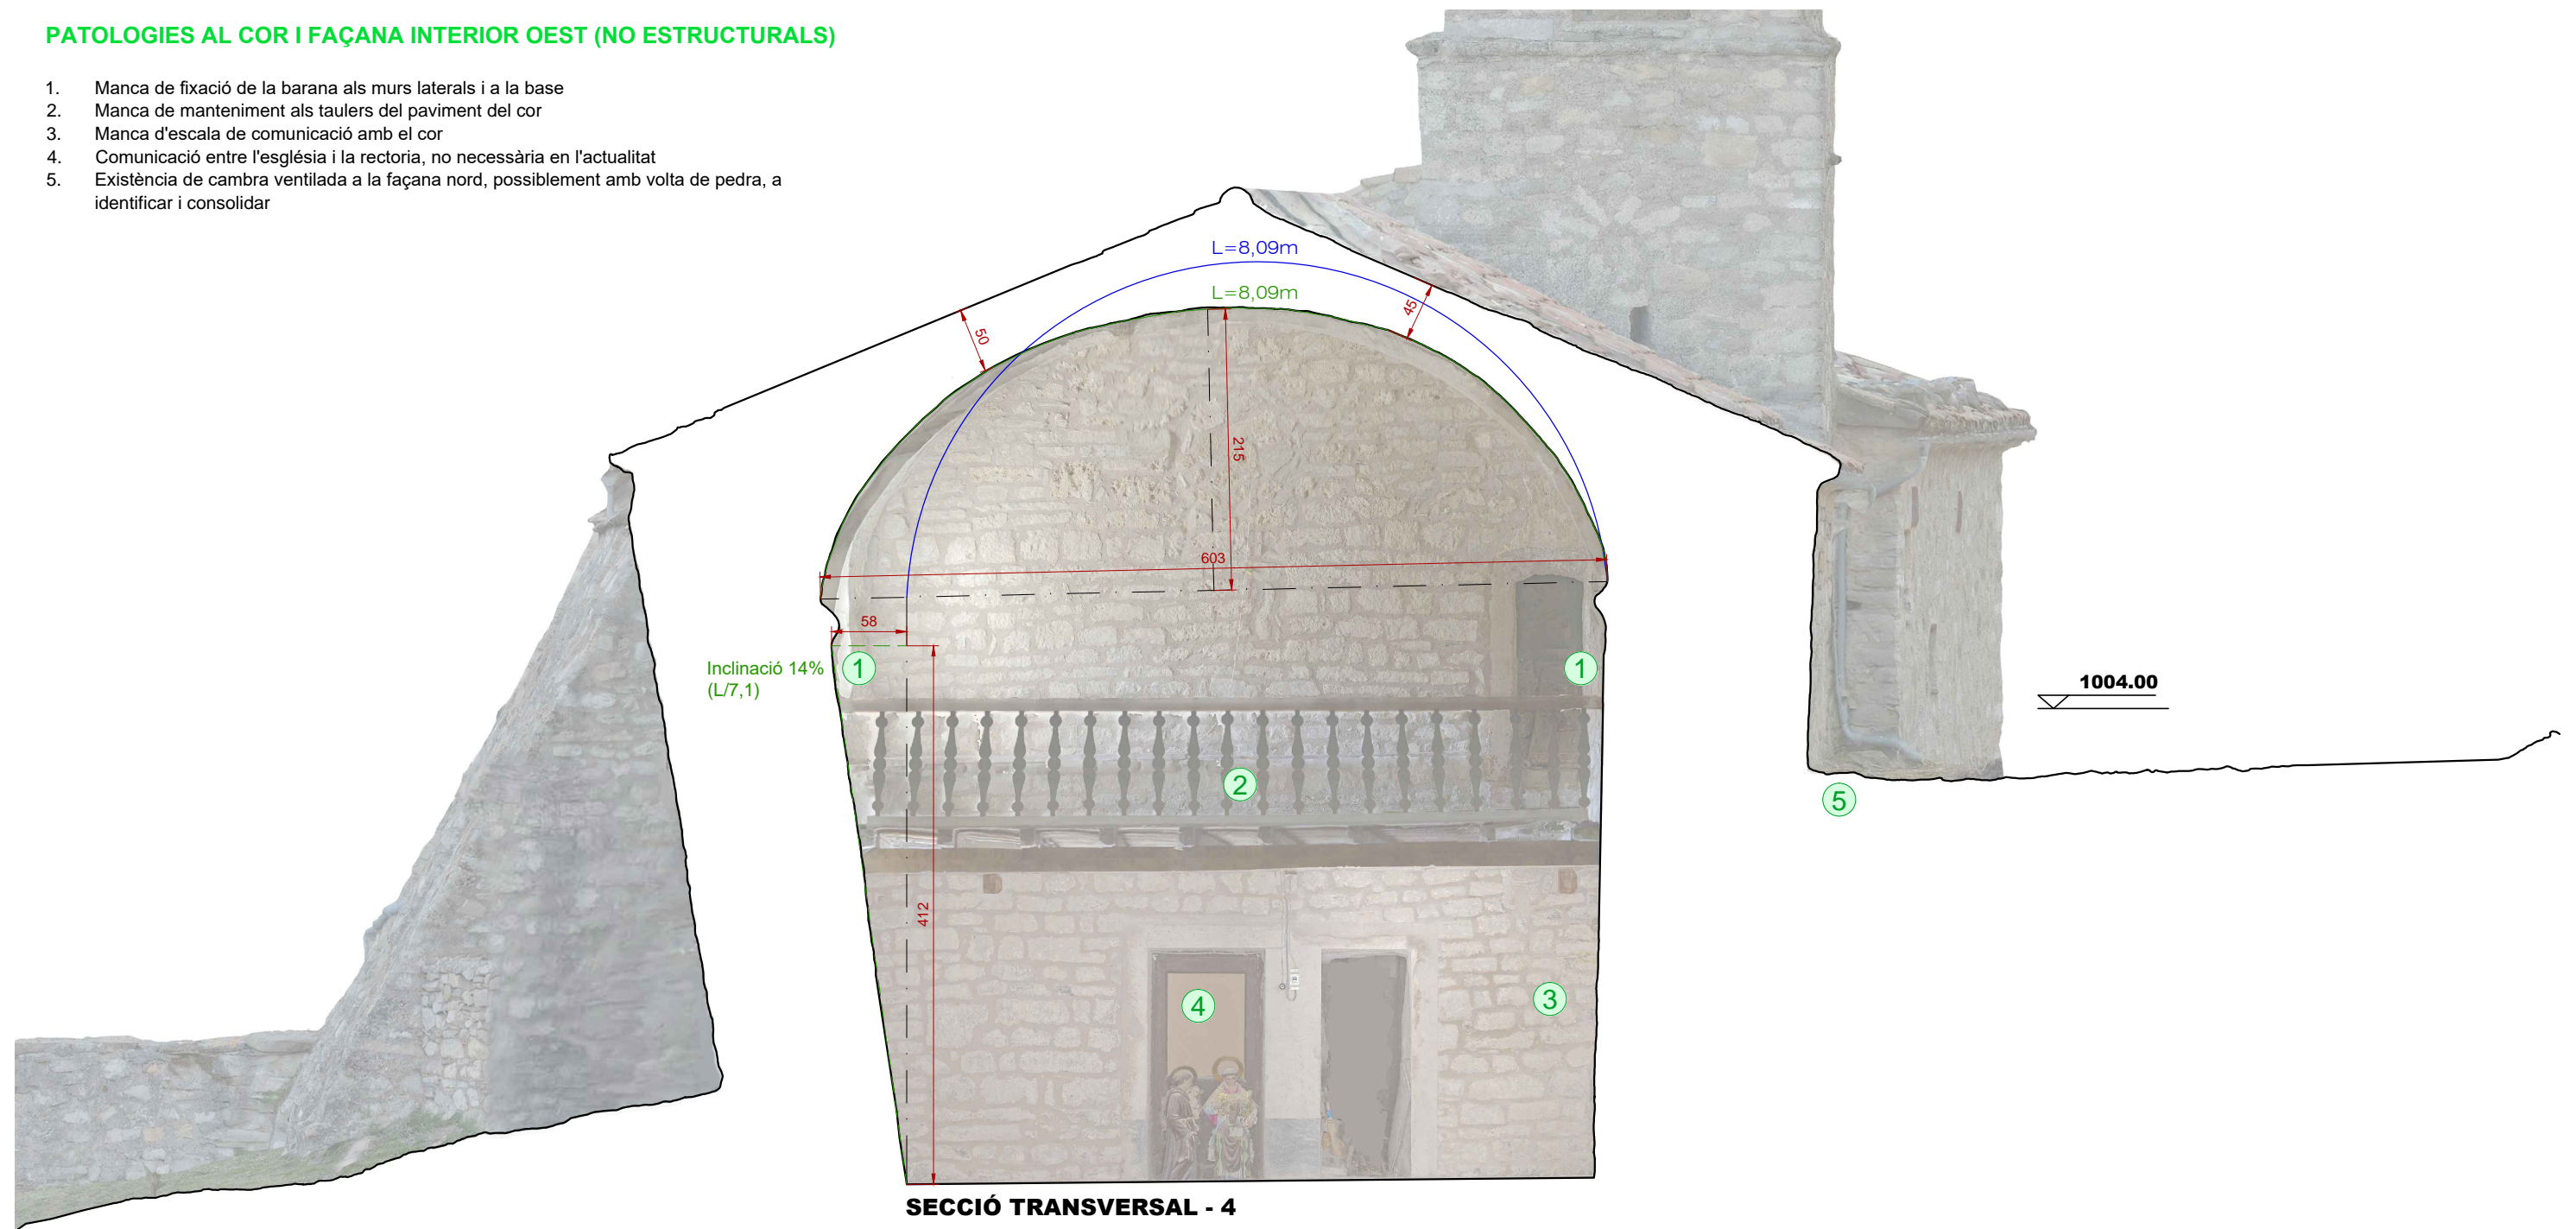 PATOLOGIES AL COR I FAÇANA INTERIOR OEST (NO ESTRUCTURALS)
1. Manca de fixació de la barana als murs laterals i a la base
2. Manca de manteniment als taulers del paviment del cor
3. Manca d'escala de comunicació amb el cor
4. Comunicació entre l'església i la rectoria, no necessària en l'actualitat
5. Existència de cambra ventilada a la façana nord, possiblement amb volta de pedra, a
identificar i consolidar
L=8,09m
L=8,09m
50
45
215
603
58
Inclinació 14%
(L/7,1)
1
1
1004.00
2
5
412
4
3
SECCIÓ TRANSVERSAL - 4